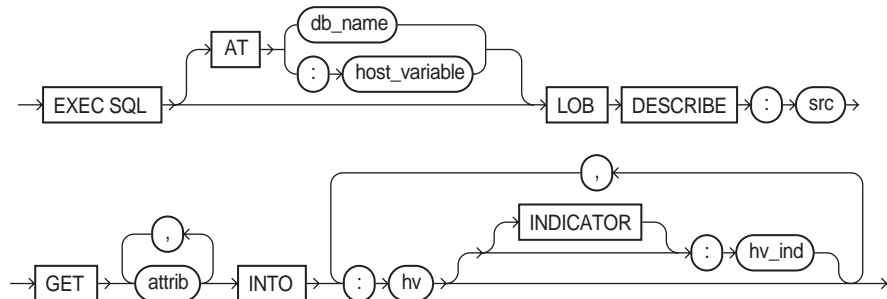 AT db_name
: host_variable
EXEC SQL LOB DESCRIBE : src
,
, INDICATOR
: hv_ind
GET attrib INTO : hv